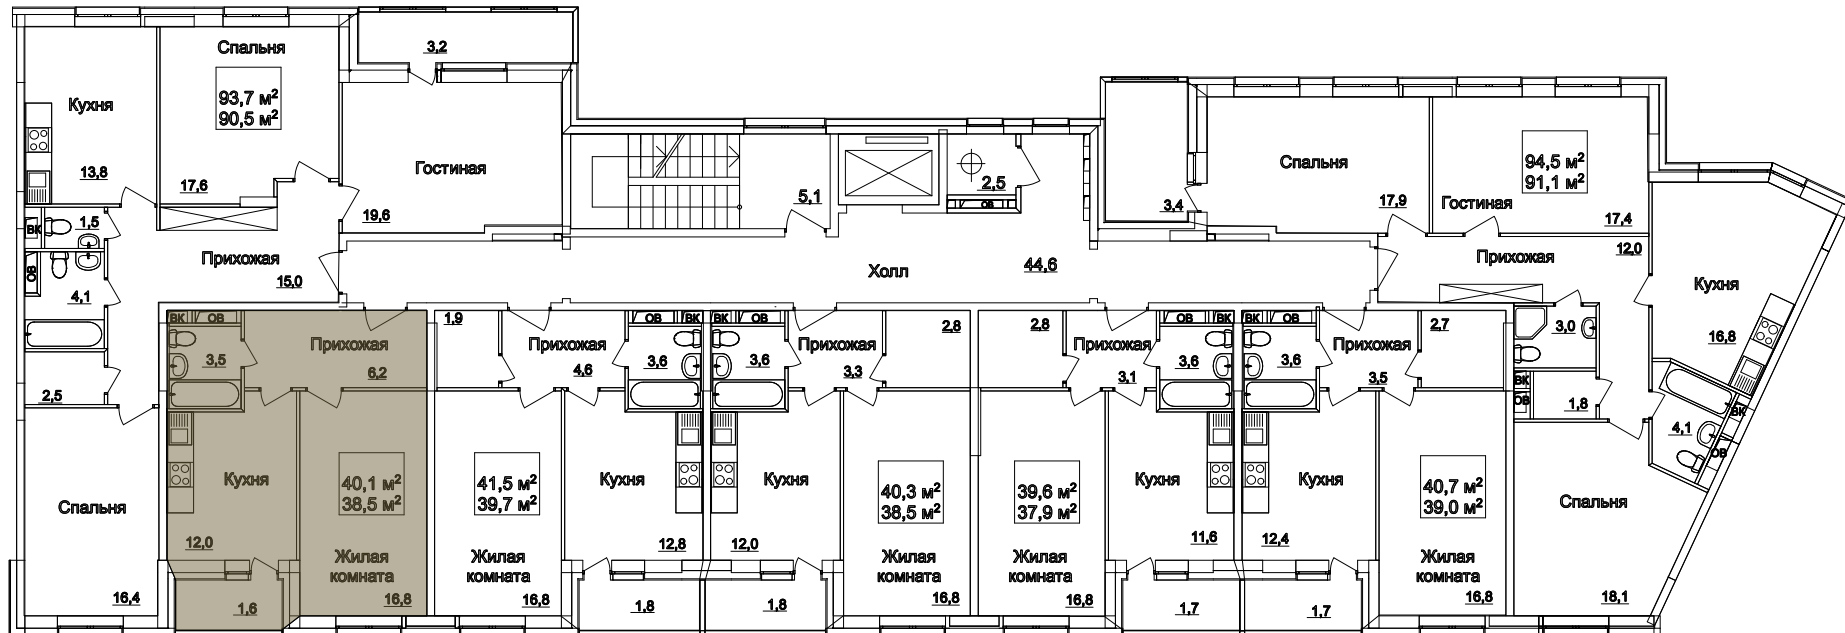 Кухня
13,8
Спальня
93,7 м²
90,5 м²
17,6
3,2
Гостиная
19,6
1,5
ВК
ОВ
4,1
2,5
Прихожая
15,0
Спальня
16,4
5,1
2,5
ОВ
Холл
44,6
3,4
Спальня
17,9
94,5 м²
91,1 м²
Гостиная
17,4
Прихожая
12,0
Кухня
16,8
3,0
ВК
ОВ
1,8
4,1
ВК
ОВ
Спальня
18,1
ВК
ОВ
3,5
Прихожая
6,2
Кухня
12,0
40,1 м²
38,5 м²
Жилая
комната
16,8
1,6
1,9
Прихожая
4,6
ОВ
ВК
3,6
41,5 м²
39,7 м²
Жилая
комната
16,8
Кухня
12,8
1,8
ВК
ОВ
3,6
Прихожая
3,3
2,8
Кухня
12,0
40,3 м²
38,5 м²
Жилая
комната
16,8
1,8
2,8
Прихожая
3,1
ОВ
ВК
3,6
39,6 м²
37,9 м²
Жилая
комната
16,8
Кухня
11,6
1,7
ВК
ОВ
3,6
Прихожая
3,5
2,7
Кухня
12,4
40,7 м²
39,0 м²
Жилая
комната
16,8
1,7